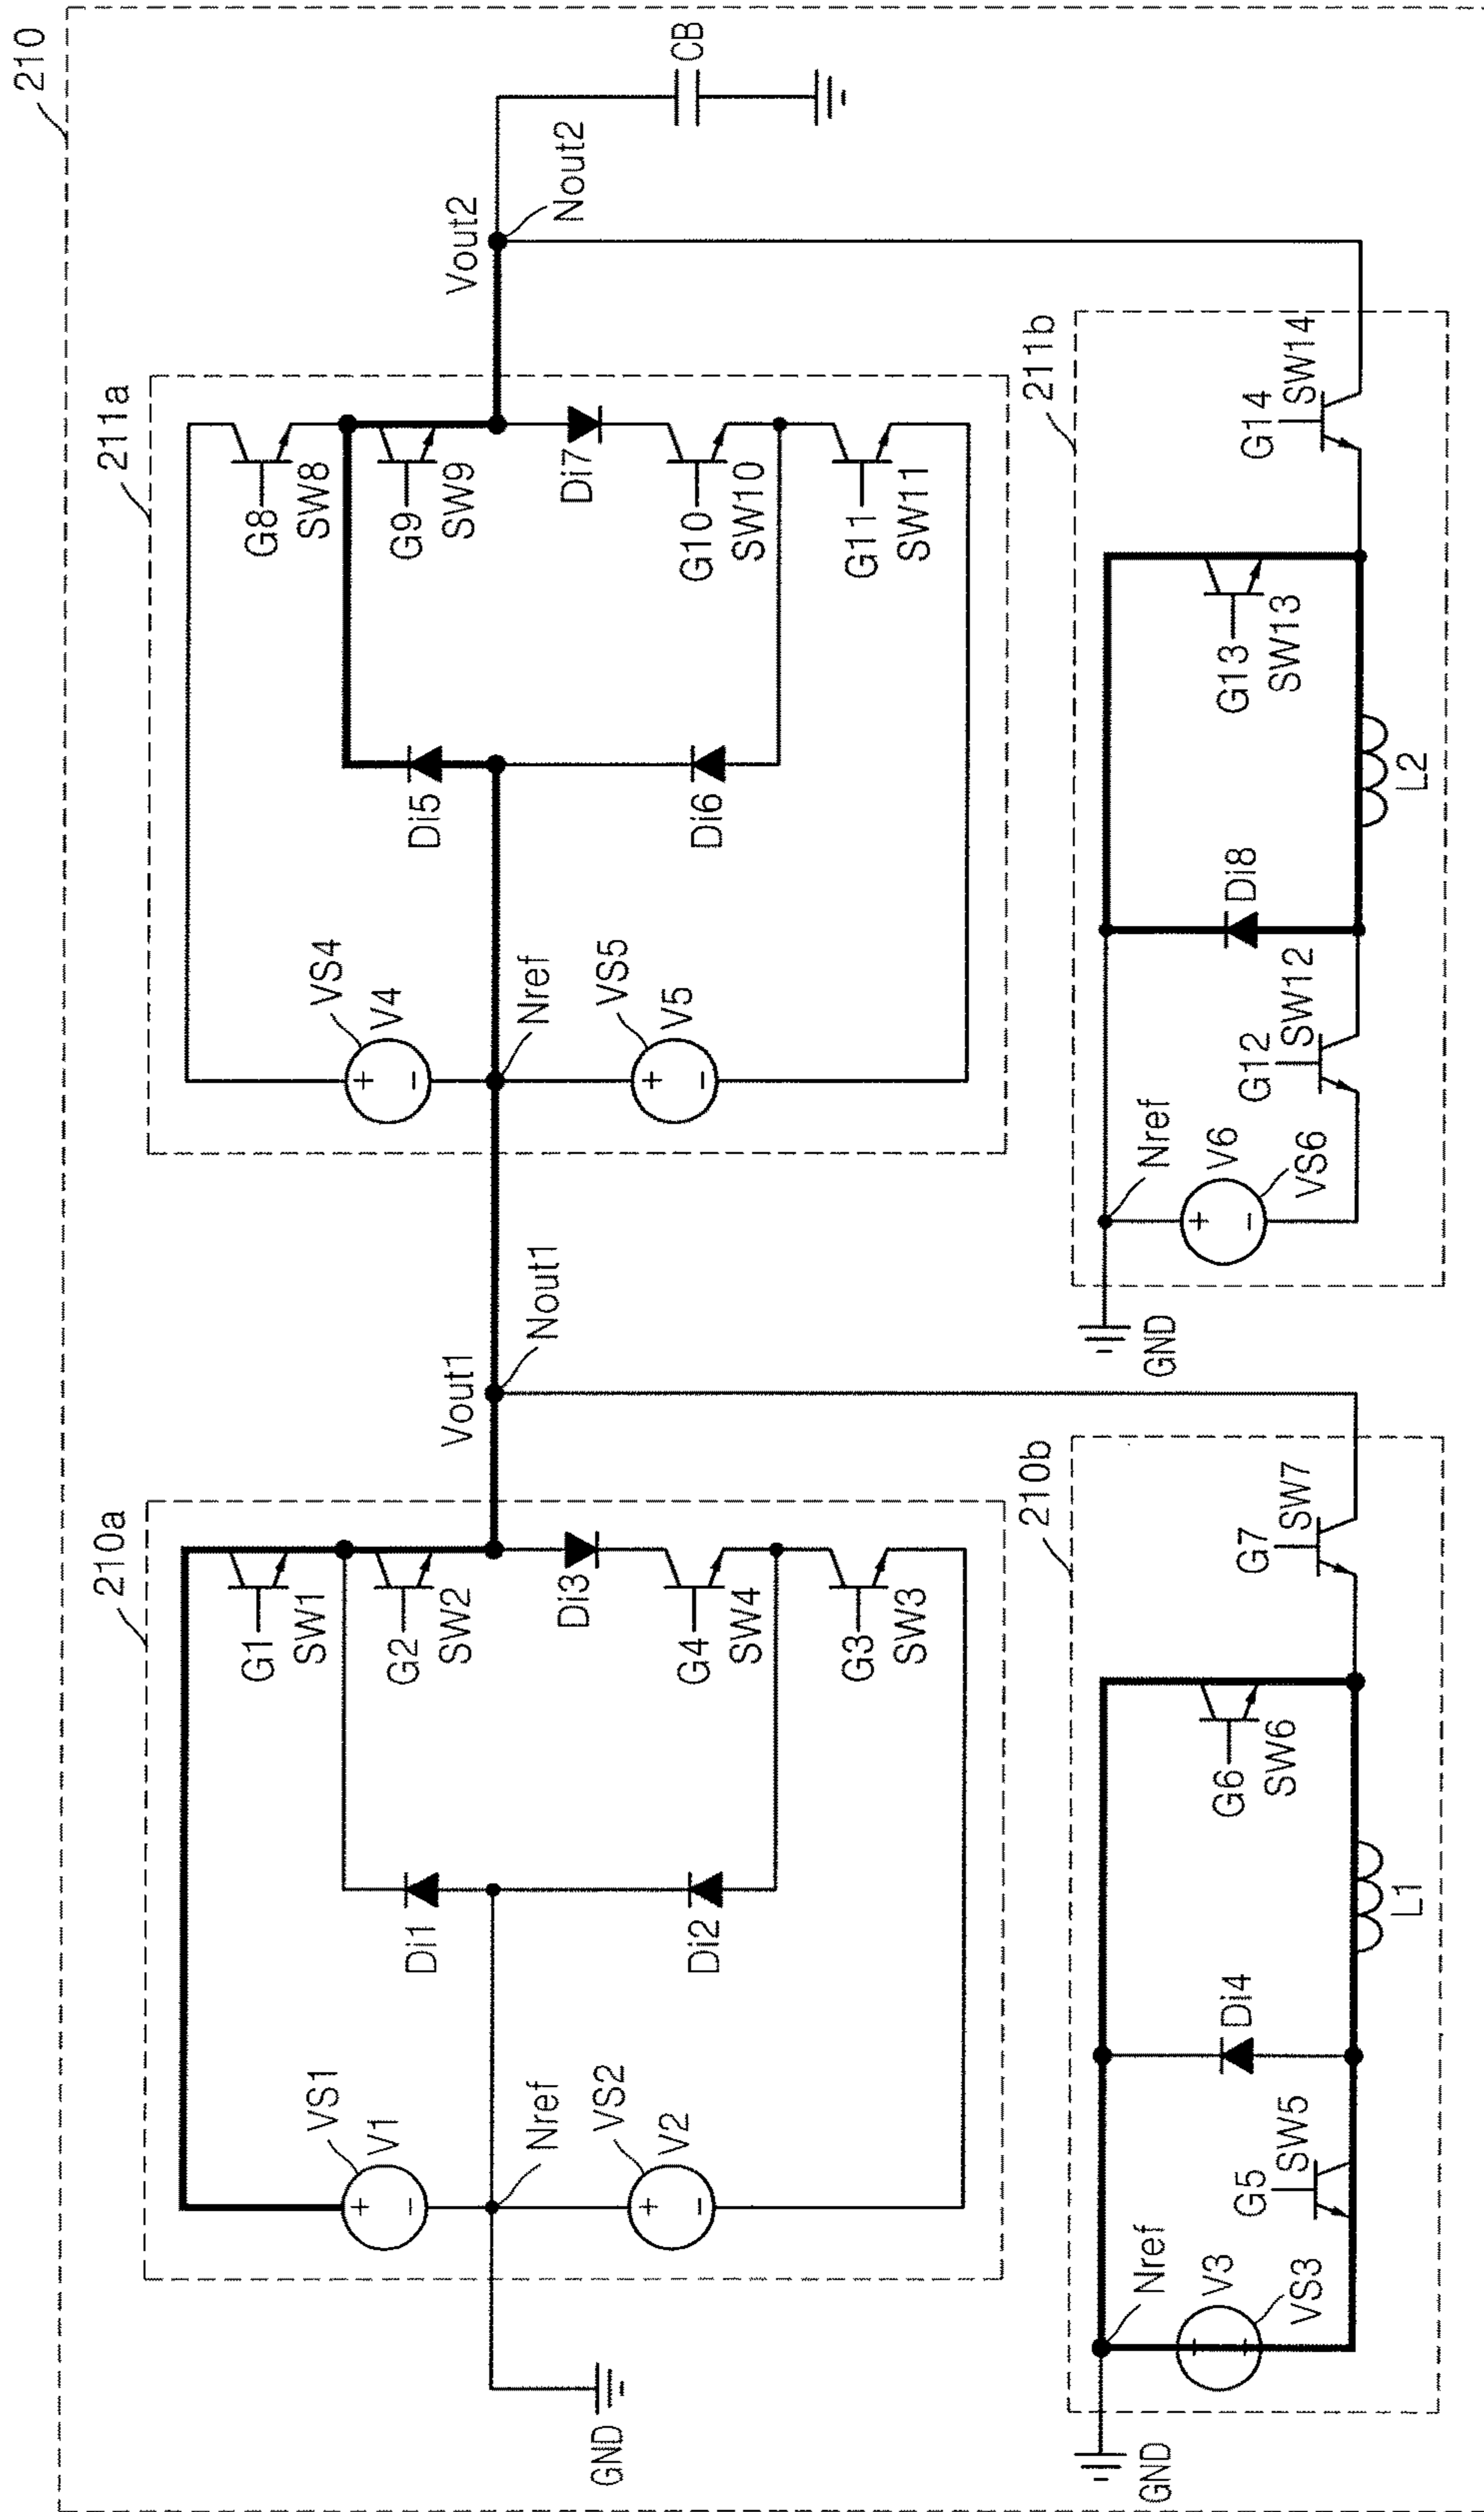 210
210a
VS1
V1
Nref
VS2
V2
GND
Di1
Di2
G1
SW1
G2
SW2
Di3
G4
SW4
G3
SW3
Vout1
Nout1
211a
VS4
V4
Nref
VS5
V5
Di5
Di6
G8
SW8
G9
SW9
Di7
G10
SW10
G11
SW11
Vout2
Nout2
CB
210b
GND
Nref
V3
VS3
G5
SW5
Di4
L1
G6
SW6
G7
SW7
211b
GND
Nref
V6
VS6
G12
SW12
Di8
L2
G13
SW13
G14
SW14